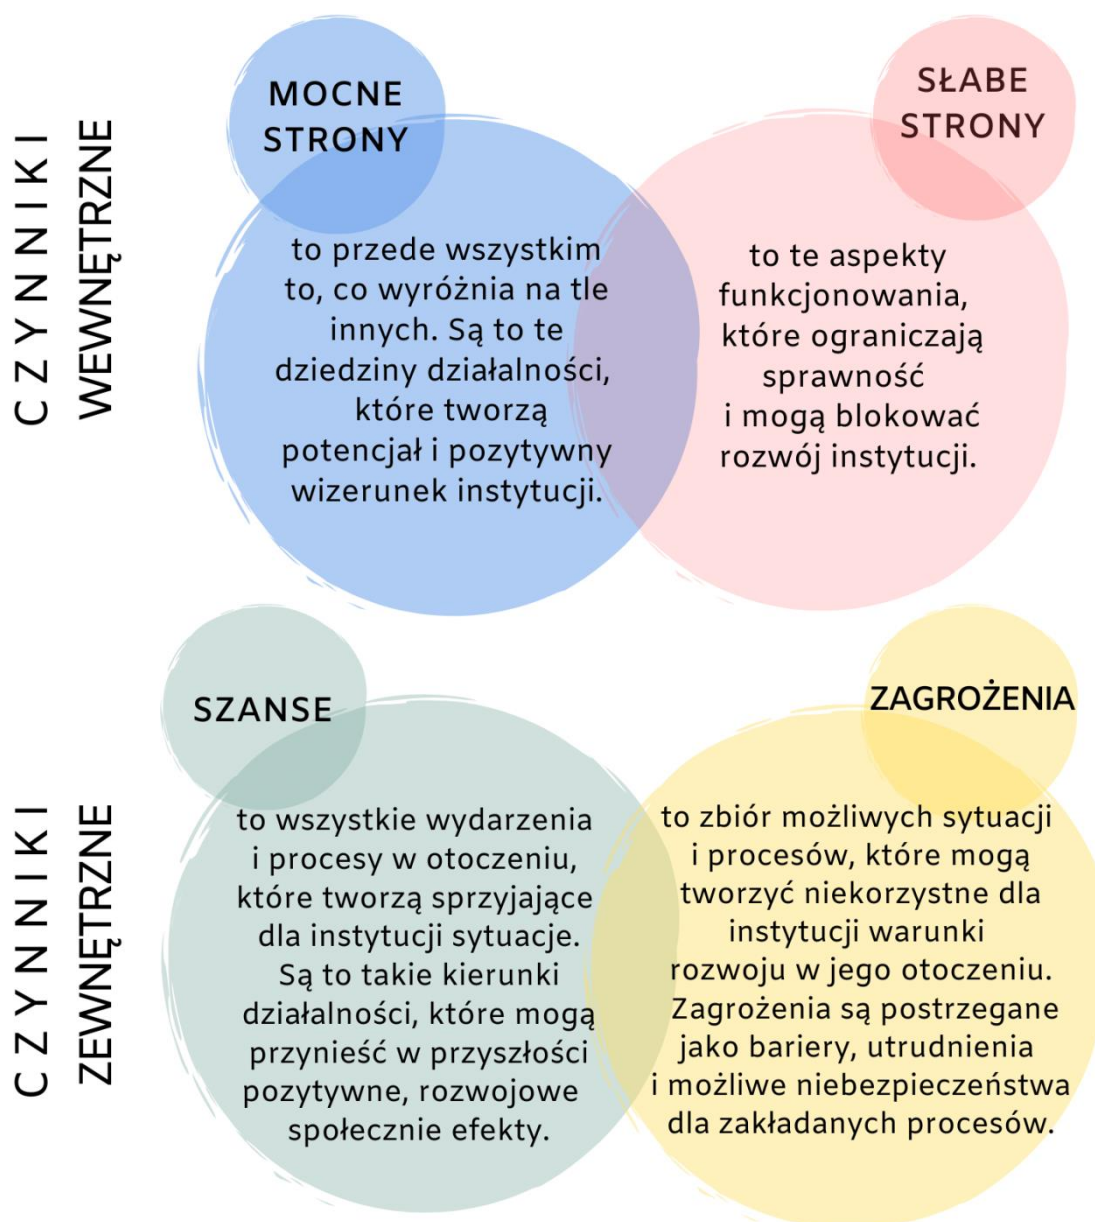 CZYNNIKI
WEWNĘTRZNE
MOCNE
STRONY
to przede wszystkim
to, co wyróżnia na tle
innych. Są to te
dziedziny działalności,
które tworzą
potencjał i pozytywny
wizerunek instytucji.
SŁABE
STRONY
to te aspekty
funkcjonowania,
które ograniczają
sprawność
i mogą blokować
rozwój instytucji.
CZYNNIKI
ZEWNĘTRZNE
SZANSE
to wszystkie wydarzenia
i procesy w otoczeniu,
które tworzą sprzyjające
dla instytucji sytuacje.
Są to takie kierunki
działalności, które mogą
przynieść w przyszłości
pozytywne, rozwojowe
społecznie efekty.
ZAGROŻENIA
to zbiór możliwych sytuacji
i procesów, które mogą
tworzyć niekorzystne dla
instytucji warunki
rozwoju w jego otoczeniu.
Zagrożenia są postrzegane
jako bariery, utrudnienia
i możliwe niebezpieczeństwa
dla zakładanych procesów.